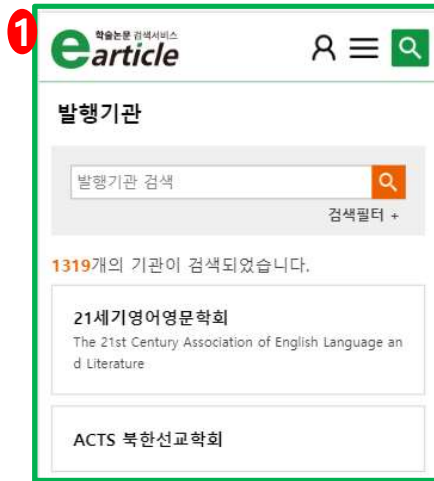 1
학술논문 검색서비스
earticle
발행기관
발행기관 검색
검색필터 +
1319개의 기관이 검색되었습니다.
21세기영어영문학회
The 21st Century Association of English Language an
d Literature
ACTS 북한선교학회